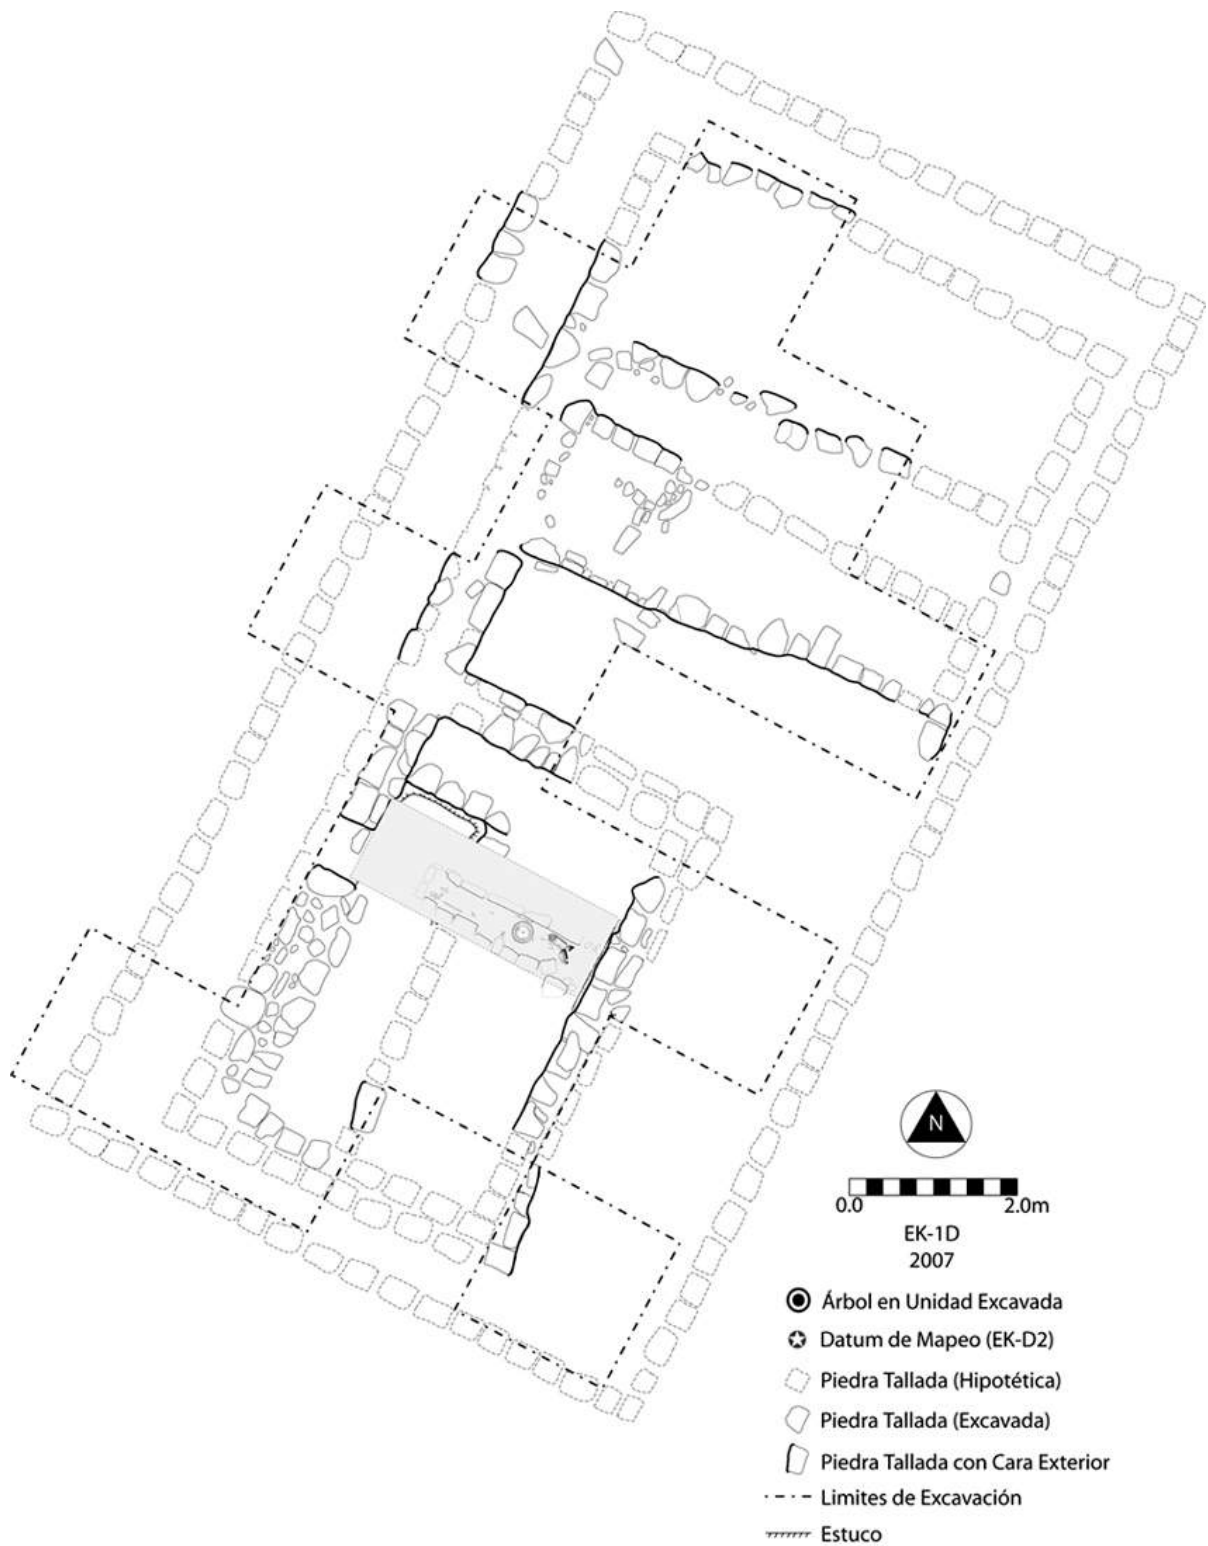 N
0.0 2.0m
EK-1D
2007
Árbol en Unidad Excavada
Datum de Mapeo (EK-D2)
Piedra Tallada (Hipotética)
Piedra Tallada (Excavada)
Piedra Tallada con Cara Exterior
Limites de Excavación
Estuco